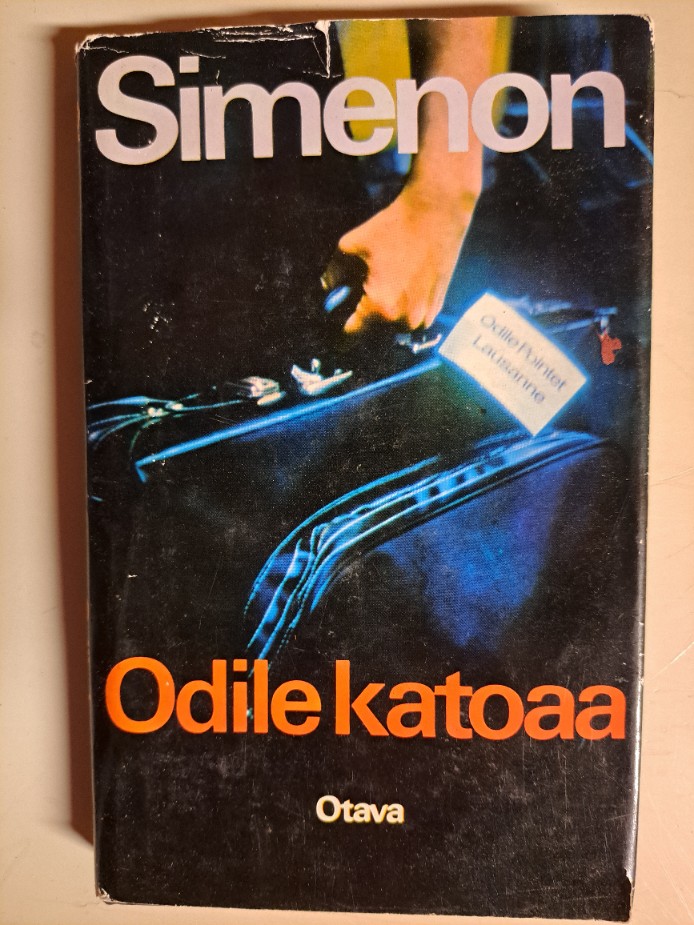 Simenon
Odile Pointet
Lausanne
Odile katoaa
Otava